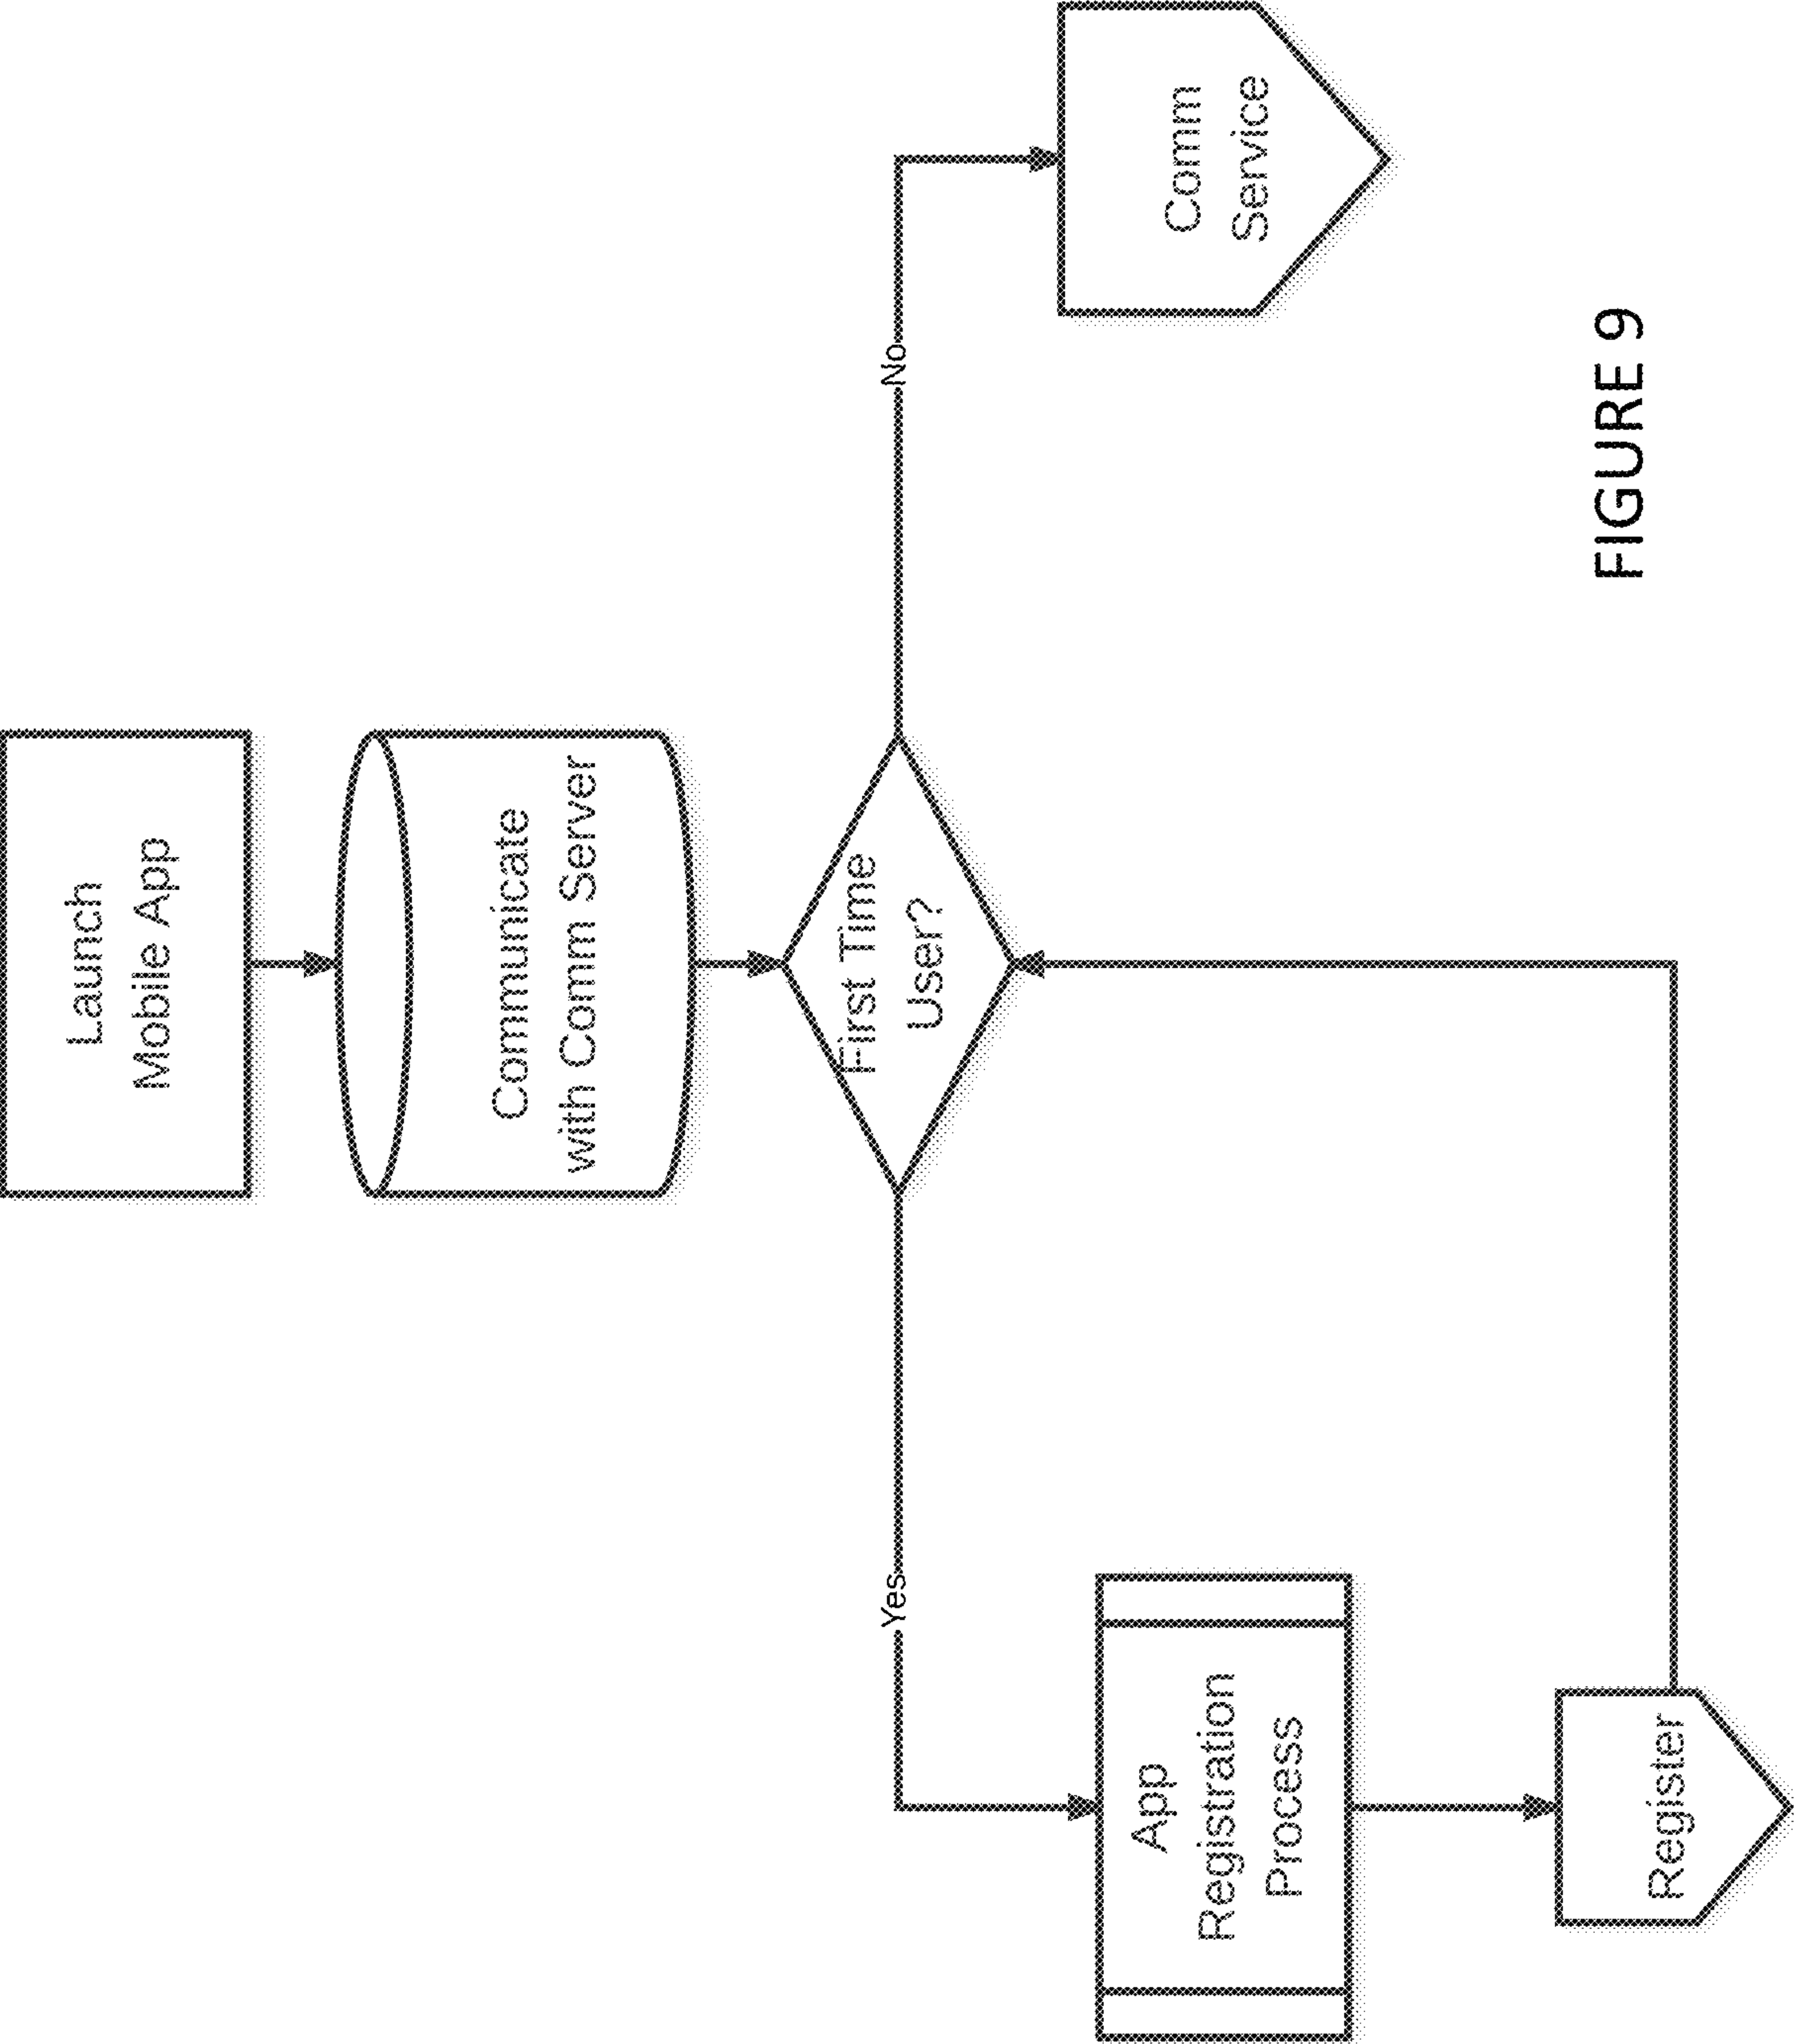 Launch
Mobile App
Communicate
with Comm Server
First Time
User?
Yes
No
App
Registration
Process
Comm
Service
Register
FIGURE 9